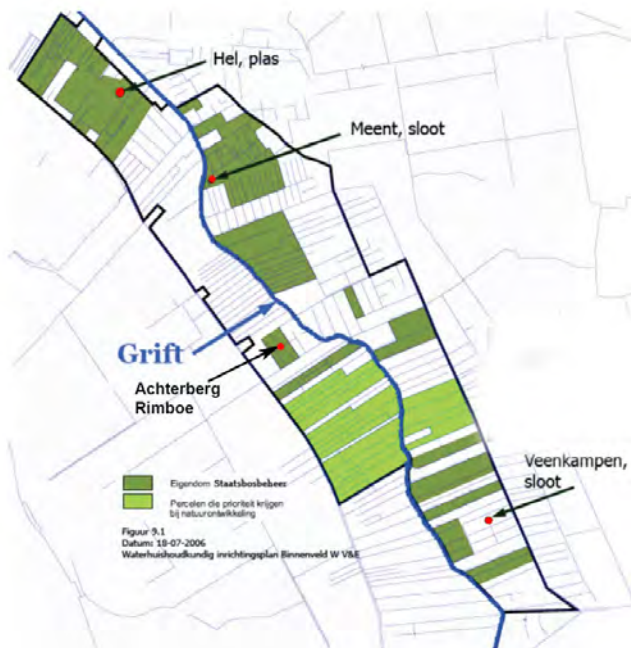 Hel, plas
Meent, sloot
Grift
Achterberg
Rimboe
Veenkampen,
sloot
Eigendom Staatsbosbeheer
Percelen die prioriteit krijgen
bij natuurontwikkeling
Figuur 9.1
Datum: 18-07-2006
Waterhuishoudkundig inrichtingsplan Binnenveld W V&E